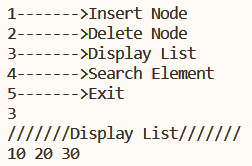 1------->Insert Node
2------->Delete Node
3------->Display List
4------->Search Element
5------->Exit
3
///////Display List///////
10 20 30